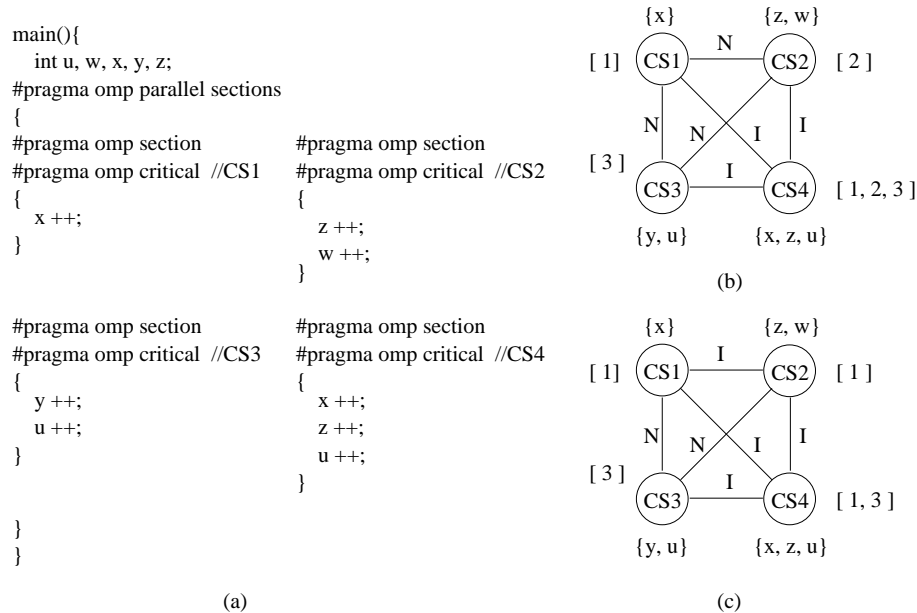 main(){
int u, w, x, y, z;
#pragma omp parallel sections
{
#pragma omp section
#pragma omp critical //CS1
{
x ++;
}
#pragma omp section
#pragma omp critical //CS2
{
z ++;
w ++;
}
#pragma omp section
#pragma omp critical //CS3
{
y ++;
u ++;
}
#pragma omp section
#pragma omp critical //CS4
{
x ++;
z ++;
u ++;
}
}
}
(a)
{x} {z, w}
[ 1] CS1 N CS2 [ 2 ]
N N I I
[ 3 ] CS3 I CS4 [ 1, 2, 3 ]
{y, u} {x, z, u}
(b)
{x} {z, w}
[ 1] CS1 I CS2 [ 1 ]
N N I I
[ 3 ] CS3 I CS4 [ 1, 3 ]
{y, u} {x, z, u}
(c)